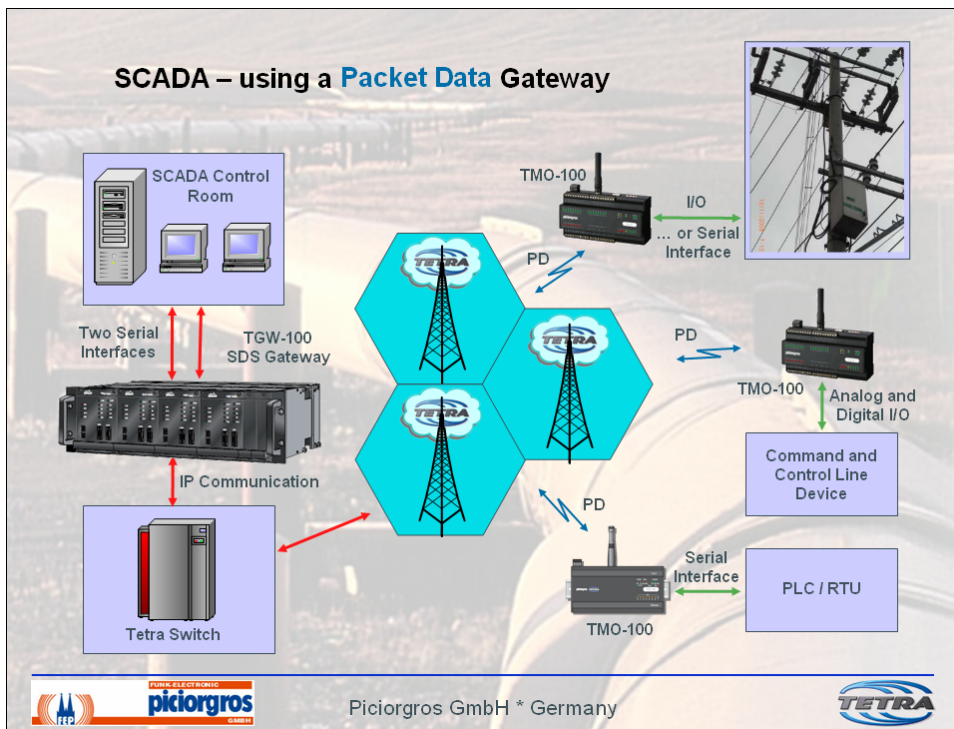 SCADA – using a Packet Data Gateway
SCADA Control
Room
Two Serial
Interfaces
TGW-100
SDS Gateway
IP Communication
Tetra Switch
TETRA
TETRA
TETRA
TMO-100
PD
I/O
... or Serial
Interface
PD
TMO-100
Analog and
Digital I/O
Command and
Control Line
Device
PD
TMO-100
Serial
Interface
PLC / RTU
FEP
FUNK-ELECTRONIC
piciorgros
GMBH
Piciorgros GmbH * Germany
TETRA